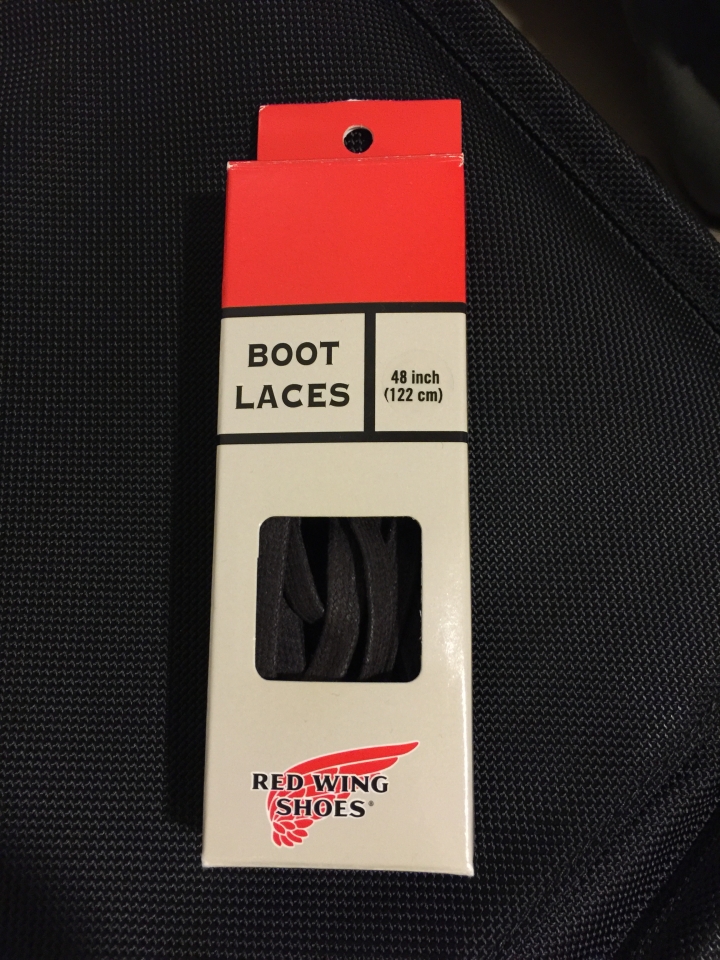 BOOT
LACES
48 inch
(122 cm)
RED WING
SHOES®